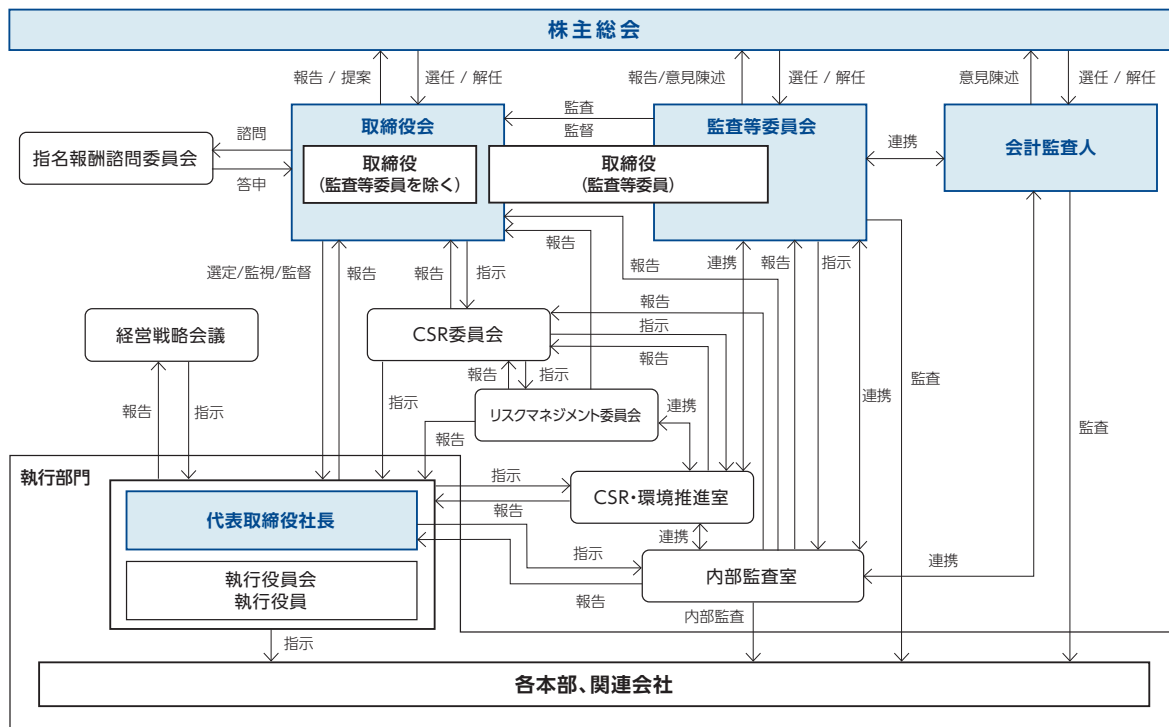 株主総会
報告 / 提案
選任 / 解任
報告/意見陳述
選任 / 解任
意見陳述
選任 / 解任
取締役会
監査
監督
監査等委員会
会計監査人
連携
指名報酬諮問委員会
諮問
答申
取締役
(監査等委員を除く)
取締役
(監査等委員)
選定/監視/監督
報告
報告
指示
報告
報告
連携
報告
指示
連携
監査
監査
経営戦略会議
報告
指示
CSR委員会
報告
指示
報告
指示
報告
指示
リスクマネジメント委員会
連携
報告
執行部門
代表取締役社長
執行役員会
執行役員
指示
報告
CSR・環境推進室
連携
指示
報告
内部監査室
連携
内部監査
指示
各本部、関連会社